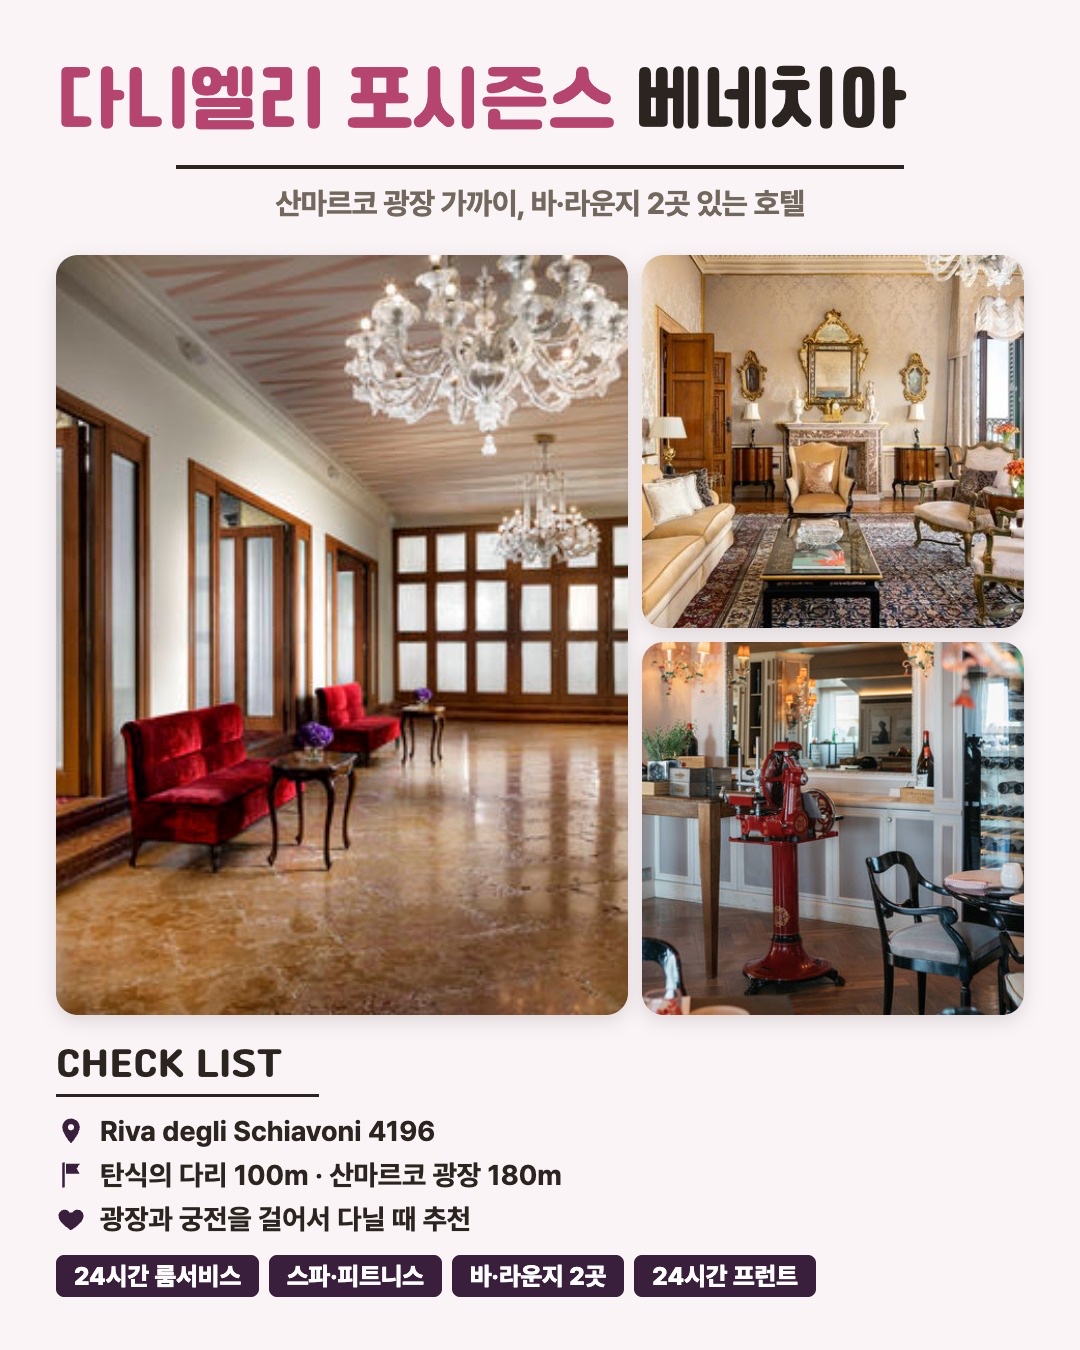 다니엘리 포시즌스 베네치아
산마르코 광장 가까이, 바·라운지 2곳 있는 호텔
CHECK LIST
Riva degli Schiavoni 4196
탄식의 다리 100m · 산마르코 광장 180m
광장과 궁전을 걸어서 다닐 때 추천
24시간 룸서비스 스파·피트니스 바·라운지 2곳 24시간 프런트